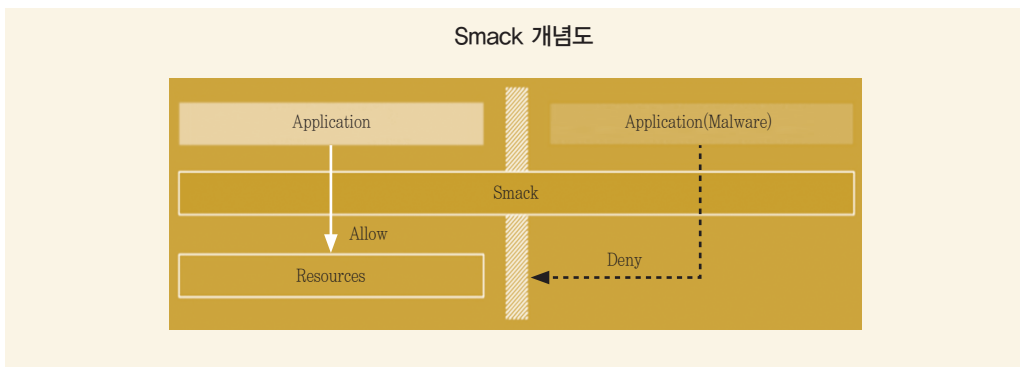 Smack 개념도
Application
Application(Malware)
Smack
Allow
Deny
Resources